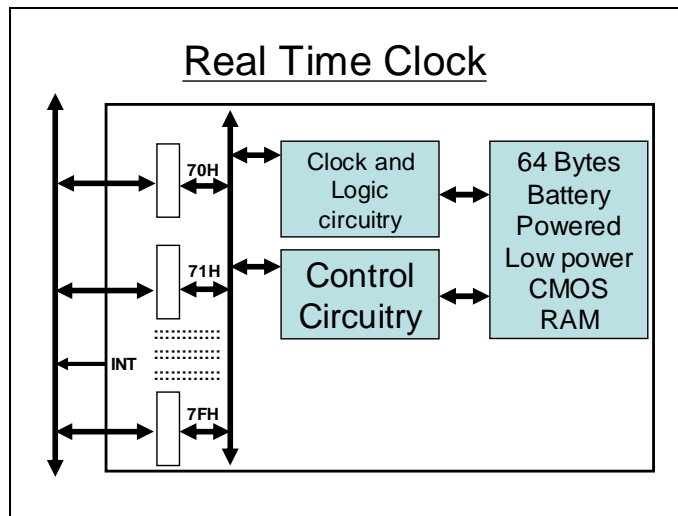 Real Time Clock
70H
71H
INT
7FH
Clock and
Logic
circuitry
Control
Circuitry
64 Bytes
Battery
Powered
Low power
CMOS
RAM